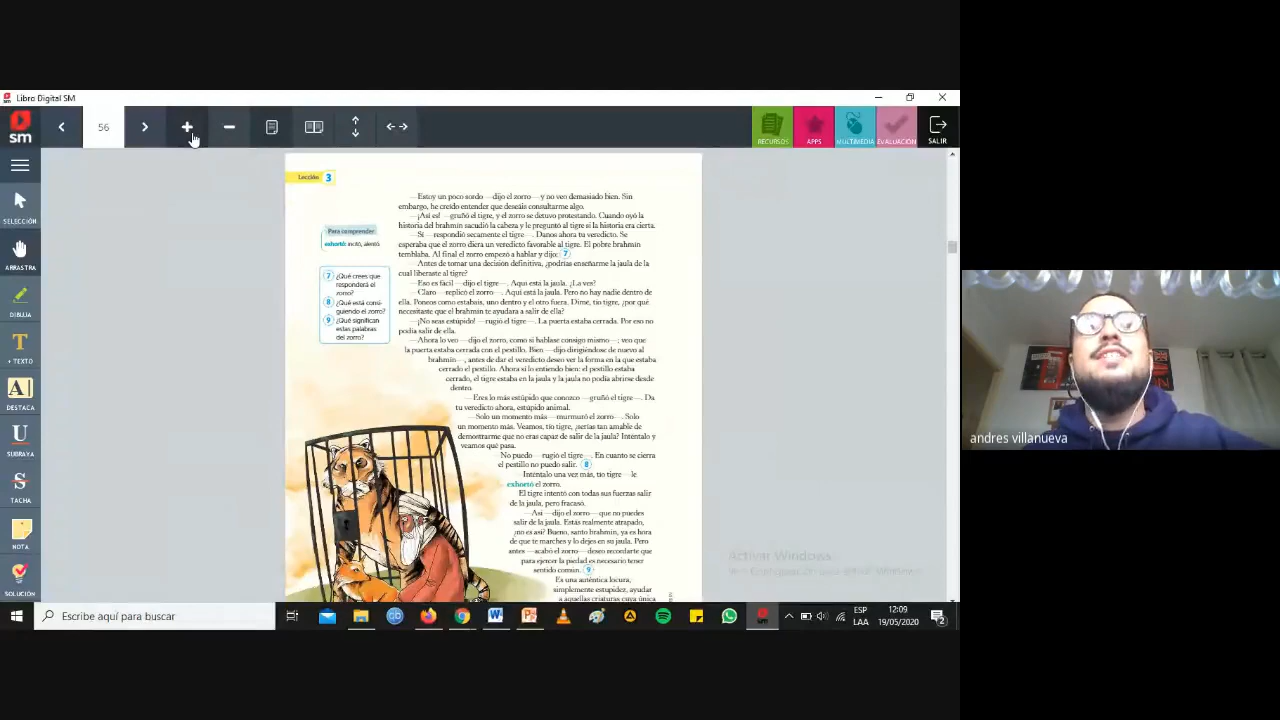 Libro Digital SM
sm
56
RECURSOS
APPS
MULTIMEDIA
EVALUACIÓN
SALIR
SELECCIÓN
ARRASTRA
DIBUJA
+ TEXTO
DESTACA
SUBRAYA
TACHA
NOTA
SOLUCIÓN
Lección 3
Para comprender
exhortó: incitó, alentó.
7 ¿Qué crees que
responderá el
zorro?
8 ¿Qué está consi-
guiendo el zorro?
9 ¿Qué significan
estas palabras
del zorro?
—Estoy un poco sordo —dijo el zorro— y no veo demasiado bien. Sin
embargo, he creído entender que deseáis consultarme algo.
—¡Así es! —gruñó el tigre, y el zorro se detuvo protestando. Cuando oyó la
historia del brahmín sacudió la cabeza y le preguntó al tigre si la historia era cierta.
—Sí —respondió secamente el tigre—. Danos ahora tu veredicto. Se
esperaba que el zorro diera un veredicto favorable al tigre. El pobre brahmín
temblaba. Al final el zorro empezó a hablar y dijo: 7
Antes de tomar una decisión definitiva, ¿podrías enseñarme la jaula de la
cual liberaste al tigre?
—Eso es fácil —dijo el tigre—. Aquí está la jaula. ¿La ves?
—Claro —replicó el zorro—. Aquí está la jaula. Pero no hay nadie dentro de
ella. Poneos como estabais, uno dentro y el otro fuera. Dime, tío tigre, ¿por qué
necesitaste que el brahmín te ayudara a salir de ella?
—¡No seas estúpido! —rugió el tigre—. La puerta estaba cerrada. Por eso no
podía salir de ella.
—Ahora lo veo —dijo el zorro, como si hablase consigo mismo—; veo que
la puerta estaba cerrada con el pestillo. Bien —dijo dirigiéndose de nuevo al
brahmín—, antes de dar el veredicto deseo ver la forma en la que estaba
cerrado el pestillo. Ahora sí lo entiendo bien: el pestillo estaba
cerrado, el tigre estaba en la jaula y la jaula no podía abrirse desde
dentro.
—Eres lo más estúpido que conozco —gruñó el tigre—. Da
tu veredicto ahora, estúpido animal.
—Solo un momento más —murmuró el zorro—. Solo
un momento más. Veamos, tío tigre, ¿serías tan amable de
demostrarme que no eras capaz de salir de la jaula? Inténtalo y
veamos qué pasa.
No puedo —rugió el tigre—. En cuanto se cierra
el pestillo no puedo salir. 8
Inténtalo una vez más, tío tigre —le
exhortó el zorro.
El tigre intentó con todas sus fuerzas salir
de la jaula, pero fracasó.
—Así —dijo el zorro— que no puedes
salir de la jaula. Estás realmente atrapado,
¿no es así? Bueno, santo brahmín, ya es hora
de que te marches y lo dejes en su jaula. Pero
antes —acabó el zorro— deseo recordarte que
para ejercer la piedad es necesario tener
sentido común. 9
Es una auténtica locura,
simplemente estupidez, ayudar
a aquellas criaturas cuya única
Activar Windows
andres villanueva
Escribe aquí para buscar
ESP
LAA
12:09
19/05/2020
2